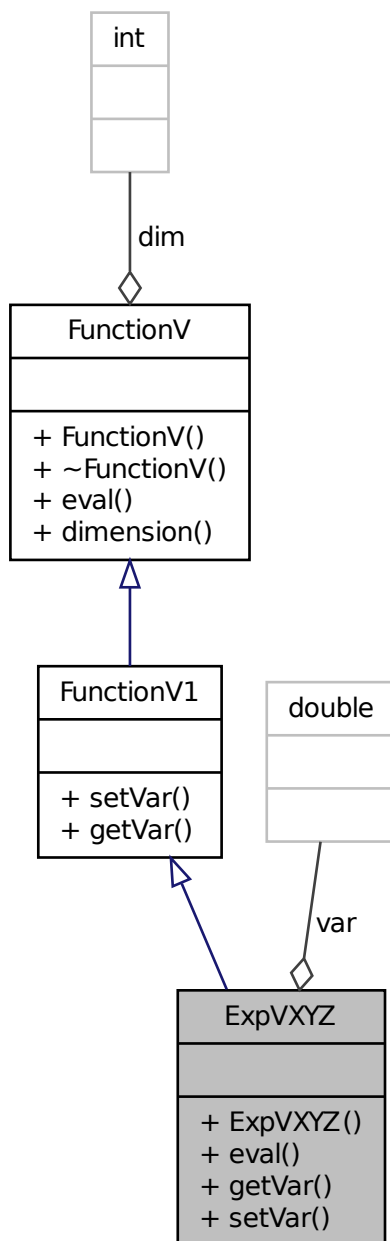 int
dim
FunctionV
+ FunctionV()
+ ~FunctionV()
+ eval()
+ dimension()
FunctionV1
+ setVar()
+ getVar()
double
var
ExpVXYZ
+ ExpVXYZ()
+ eval()
+ getVar()
+ setVar()